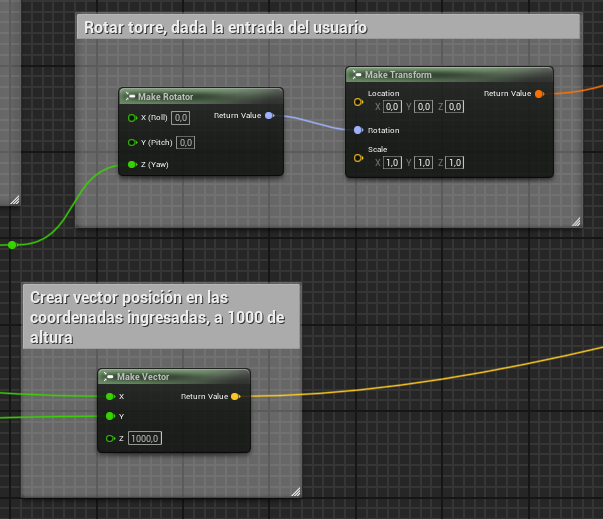 Rotar torre, dada la entrada del usuario
Make Rotator
X (Roll) 0,0
Return Value
Y (Pitch) 0,0
Z (Yaw)
Make Transform
Location
Return Value
X 0,0 Y 0,0 Z 0,0
Rotation
Scale
X 1,0 Y 1,0 Z 1,0
Crear vector posición en las
coordenadas ingresadas, a 1000 de
altura
Make Vector
X
Return Value
Y
Z 1000,0